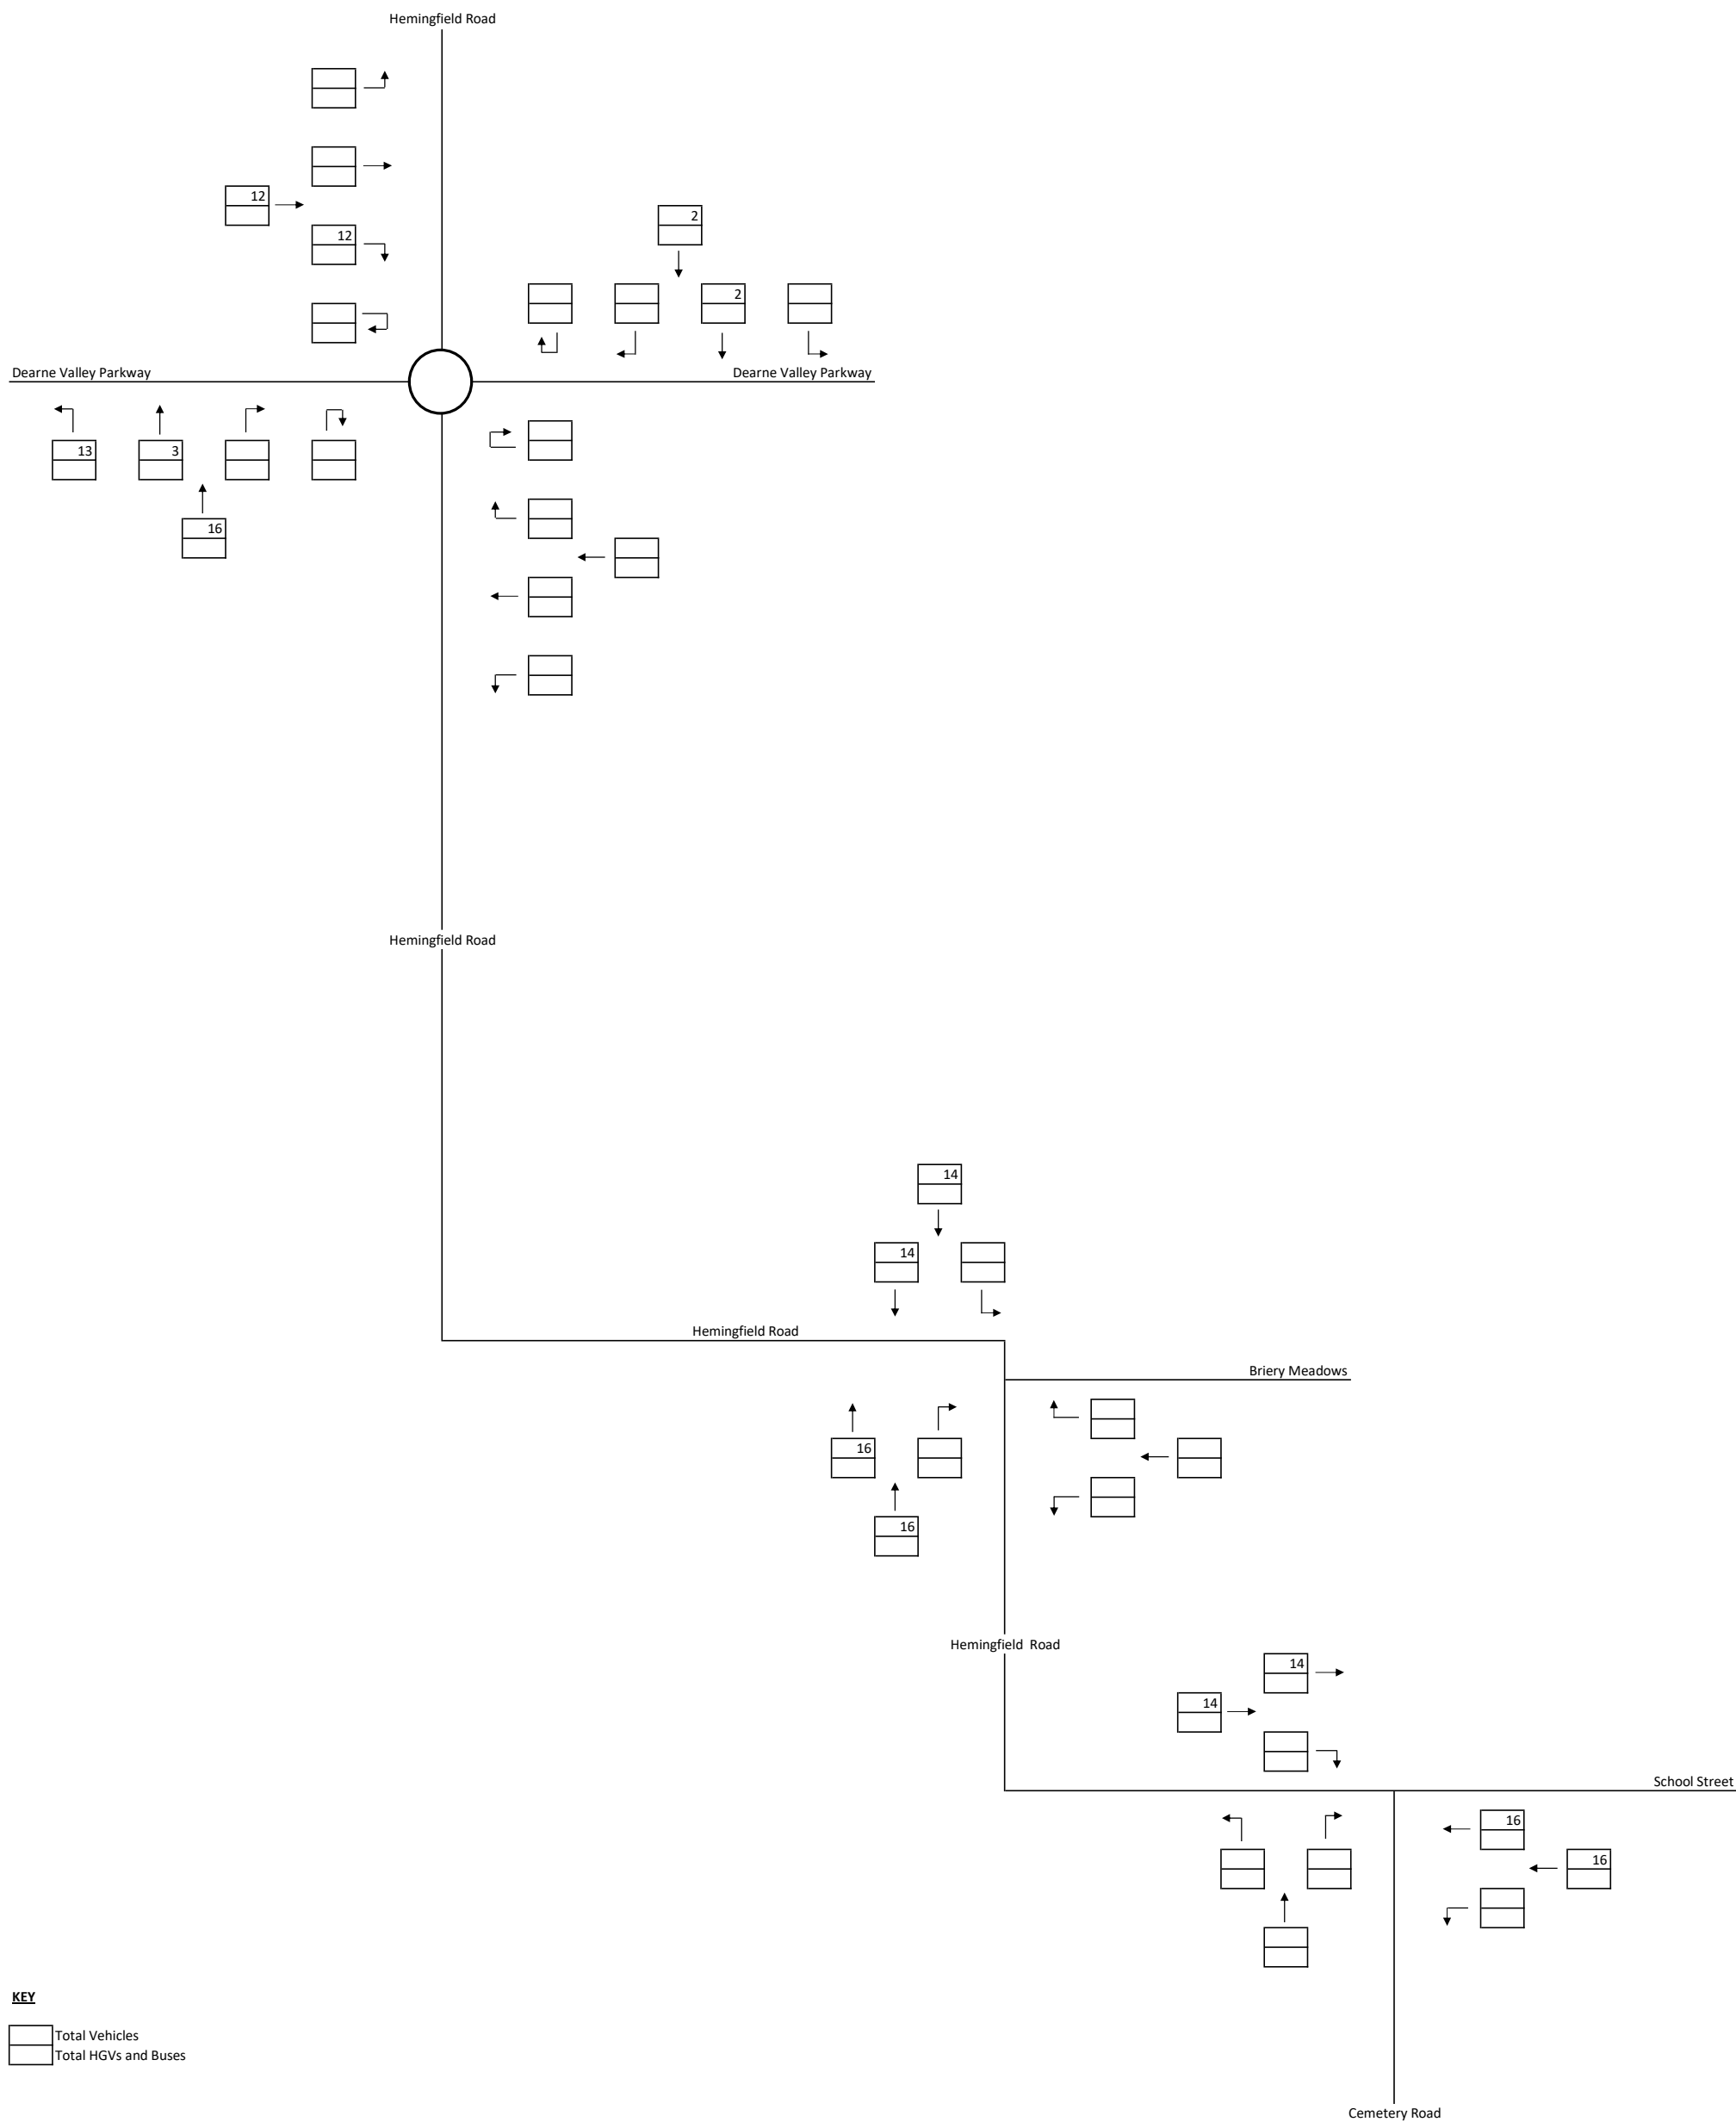 Hemingfield Road
12
2
12
2
Dearne Valley Parkway
Dearne Valley Parkway
13
3
16
Hemingfield Road
14
14
Hemingfield Road
Briery Meadows
16
16
Hemingfield Road
14
14
School Street
16
16
KEY
Total Vehicles
Total HGVs and Buses
Cemetery Road